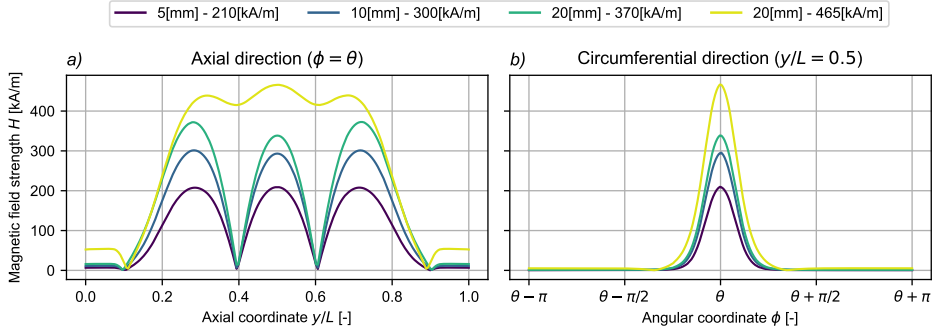 5[mm] - 210[kA/m] 10[mm] - 300[kA/m] 20[mm] - 370[kA/m] 20[mm] - 465[kA/m]
a) Axial direction (ϕ = θ)
b) Circumferential direction (y/L = 0.5)
Magnetic field strength H [kA/m]
400
300
200
100
0
0.0 0.2 0.4 0.6 0.8 1.0
Axial coordinate y/L [-]
θ − π θ − π/2 θ θ + π/2 θ + π
Angular coordinate ϕ [-]